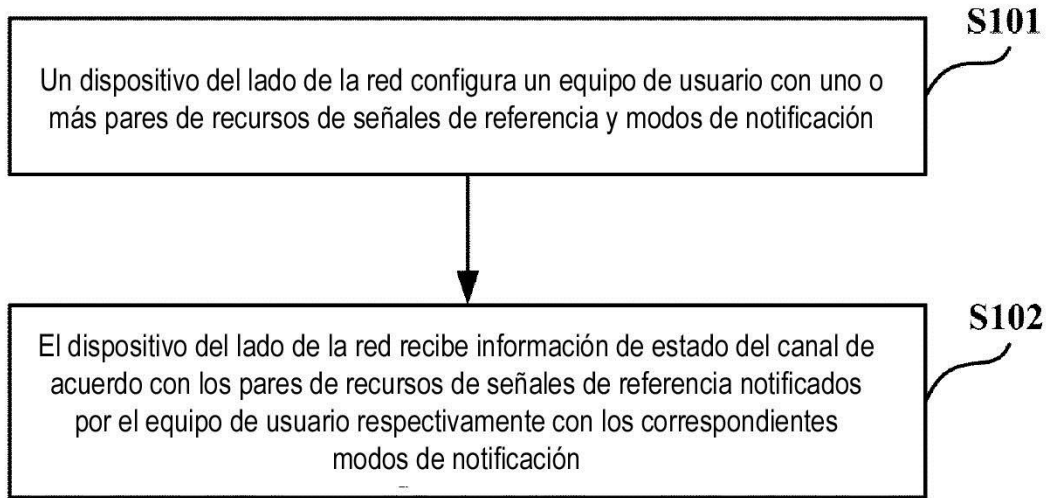 S101
Un dispositivo del lado de la red configura un equipo de usuario con uno o
más pares de recursos de señales de referencia y modos de notificación
S102
El dispositivo del lado de la red recibe información de estado del canal de
acuerdo con los pares de recursos de señales de referencia notificados
por el equipo de usuario respectivamente con los correspondientes
modos de notificación